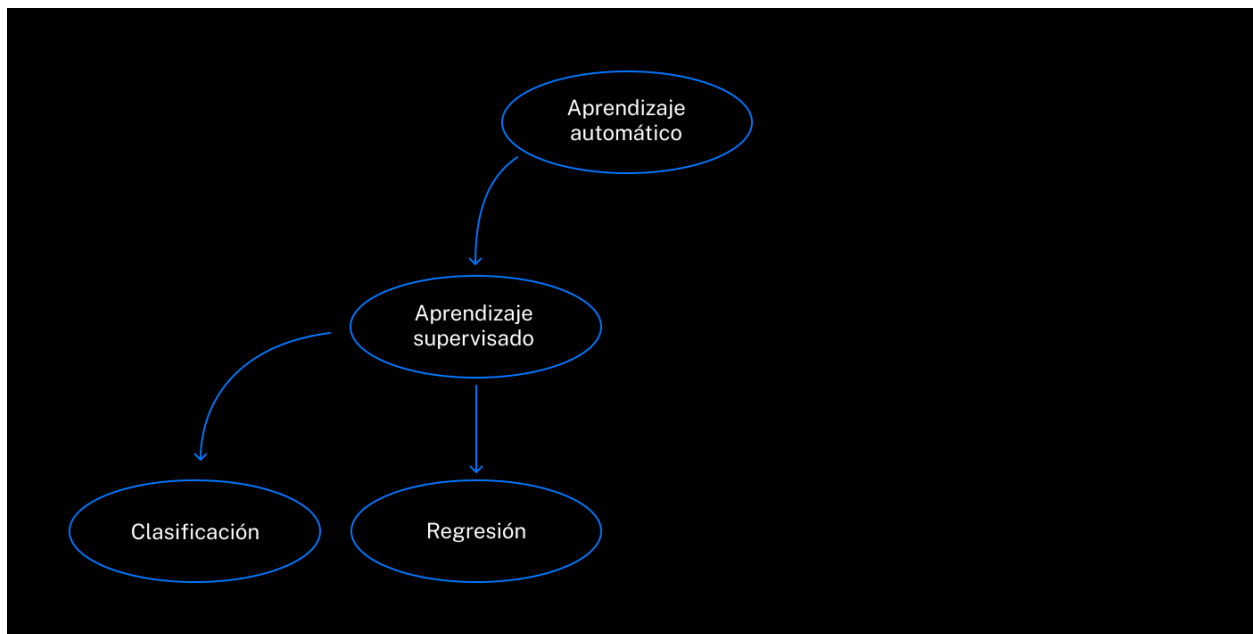 Aprendizaje
automático
Aprendizaje
supervisado
Clasificación
Regresión